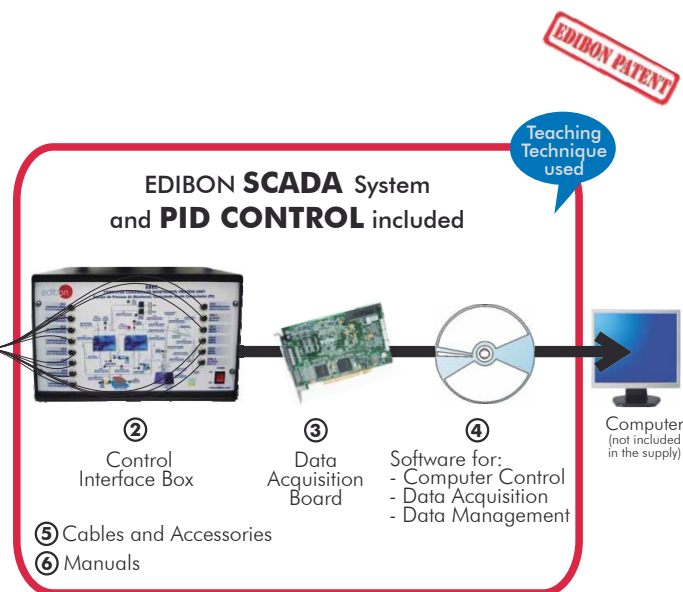 EDIBON PATENT
Teaching
Technique
used
EDIBON SCADA System
and PID CONTROL included
edibon
② 
Control
Interface Box
③
Data
Acquisition
Board
④
Software for:
- Computer Control
- Data Acquisition
- Data Management
Computer
(not included
in the supply)
⑤ Cables and Accessories
⑥ Manuals